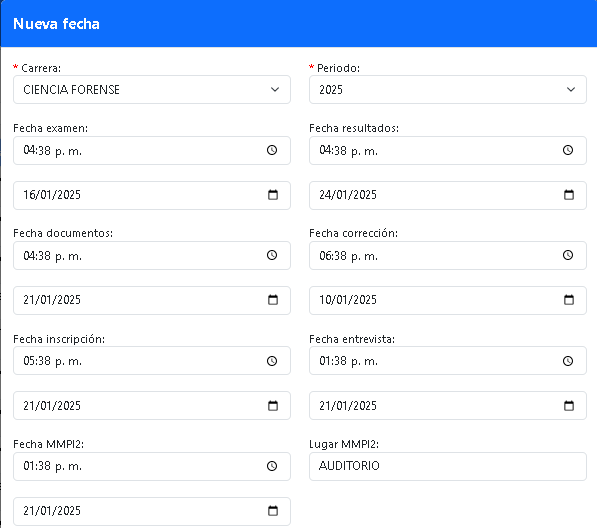 Nueva fecha
* Carrera:
CIENCIA FORENSE
* Periodo:
2025
Fecha examen:
04:38 p. m.
16/01/2025
Fecha resultados:
04:38 p. m.
24/01/2025
Fecha documentos:
04:38 p. m.
21/01/2025
Fecha corrección:
06:38 p. m.
10/01/2025
Fecha inscripción:
05:38 p. m.
21/01/2025
Fecha entrevista:
01:38 p. m.
21/01/2025
Fecha MMPI2:
01:38 p. m.
21/01/2025
Lugar MMPI2:
AUDITORIO